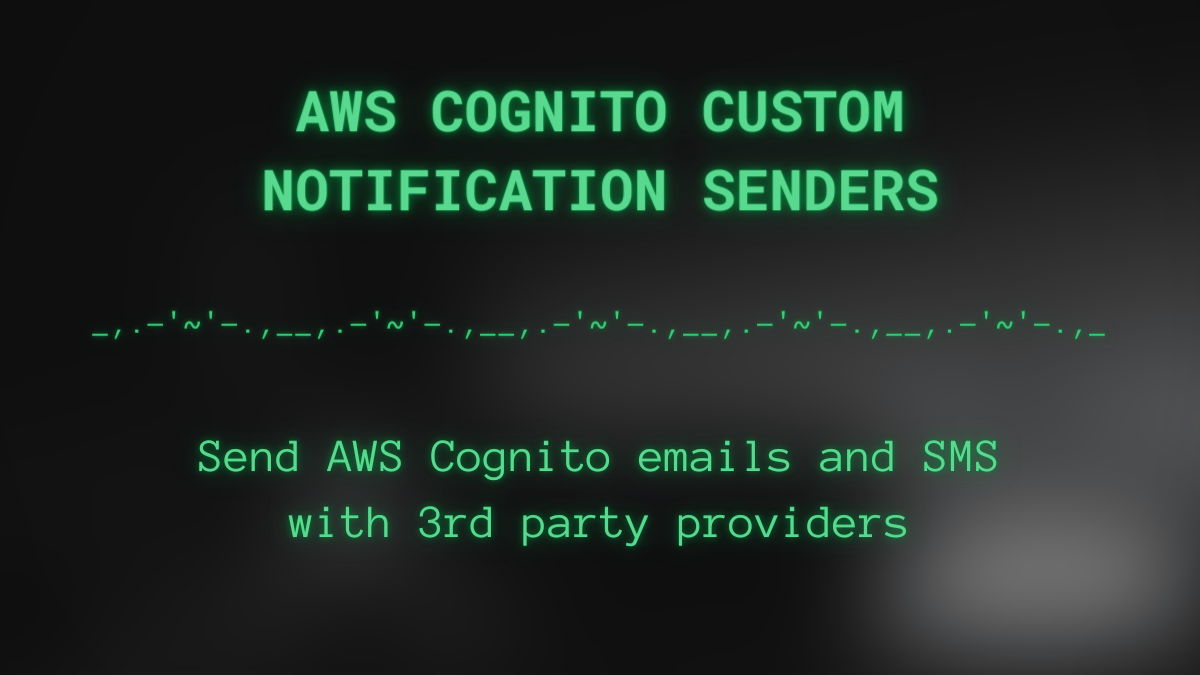 AWS COGNITO CUSTOM
NOTIFICATION SENDERS
_,.-'~'-.,__,.-'~'-.,__,.-'~'-.,__,.-'~'-.,__,.-'~'-.,_
Send AWS Cognito emails and SMS
with 3rd party providers